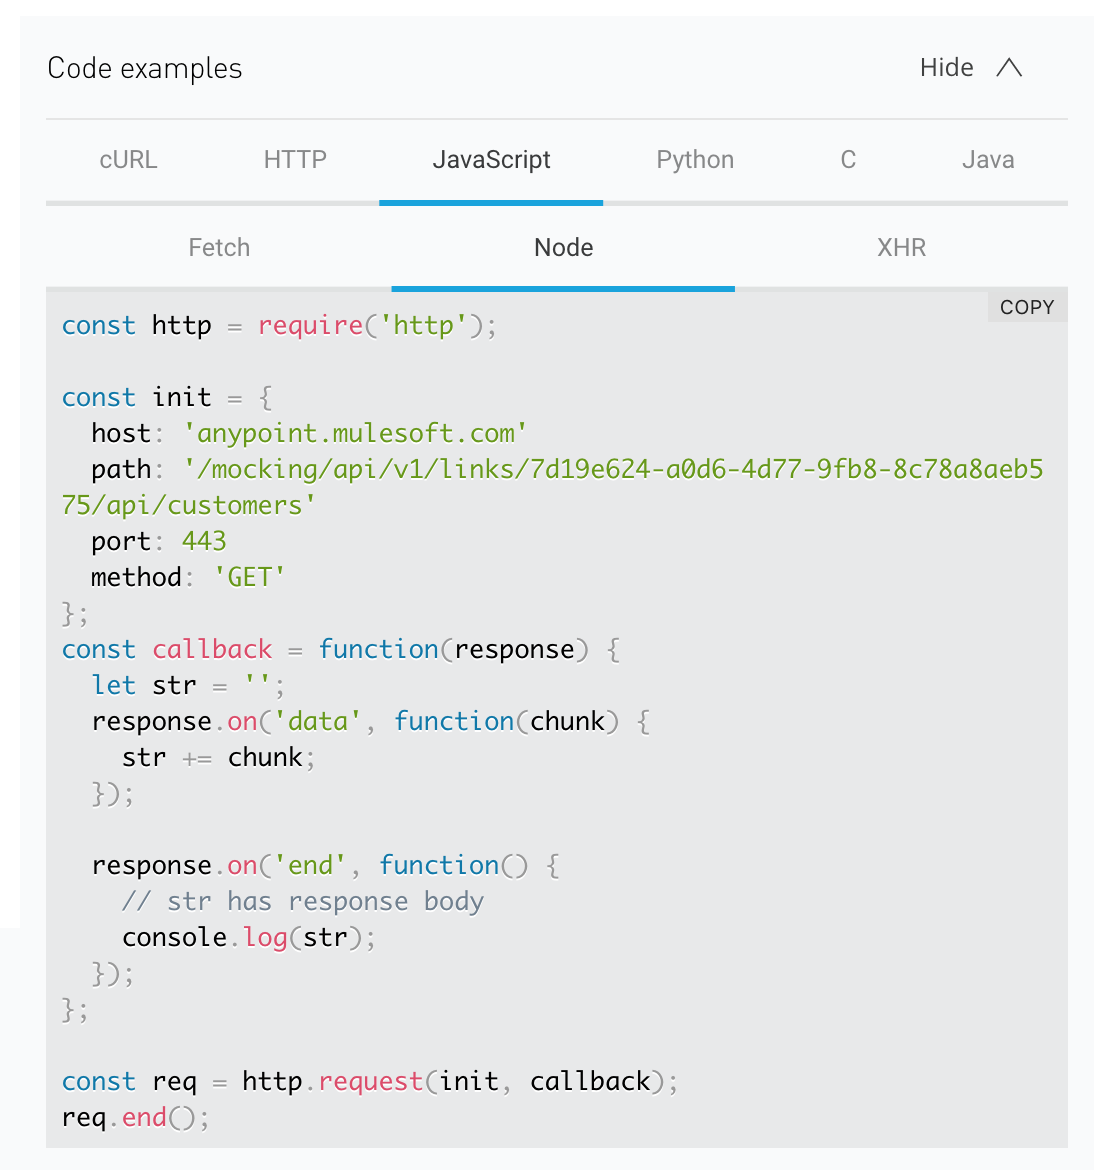 Code examples Hide
cURL HTTP JavaScript Python C Java
Fetch Node XHR
COPY
const http = require('http');

const init = {
  host: 'anypoint.mulesoft.com'
  path: '/mocking/api/v1/links/7d19e624-a0d6-4d77-9fb8-8c78a8aeb5
75/api/customers'
  port: 443
  method: 'GET'
};
const callback = function(response) {
  let str = '';
  response.on('data', function(chunk) {
    str += chunk;
  });

  response.on('end', function() {
    // str has response body
    console.log(str);
  });
};

const req = http.request(init, callback);
req.end();